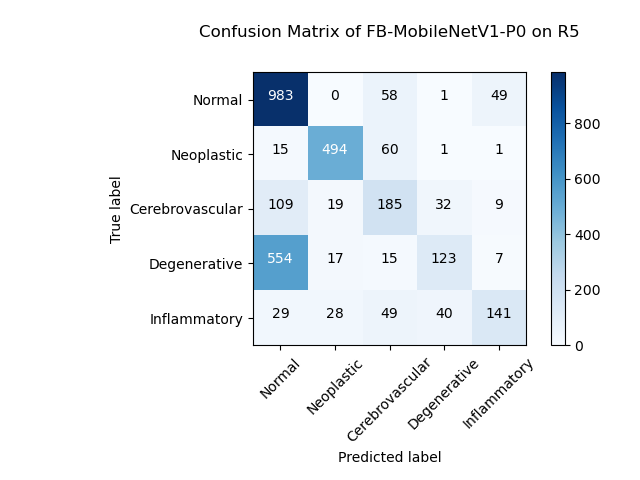 Confusion Matrix of FB-MobileNetV1-P0 on R5
True label
Normal 983 0 58 1 49
Neoplastic 15 494 60 1 1
Cerebrovascular 109 19 185 32 9
Degenerative 554 17 15 123 7
Inflammatory 29 28 49 40 141
Normal Neoplastic Cerebrovascular Degenerative Inflammatory
Predicted label
800
600
400
200
0